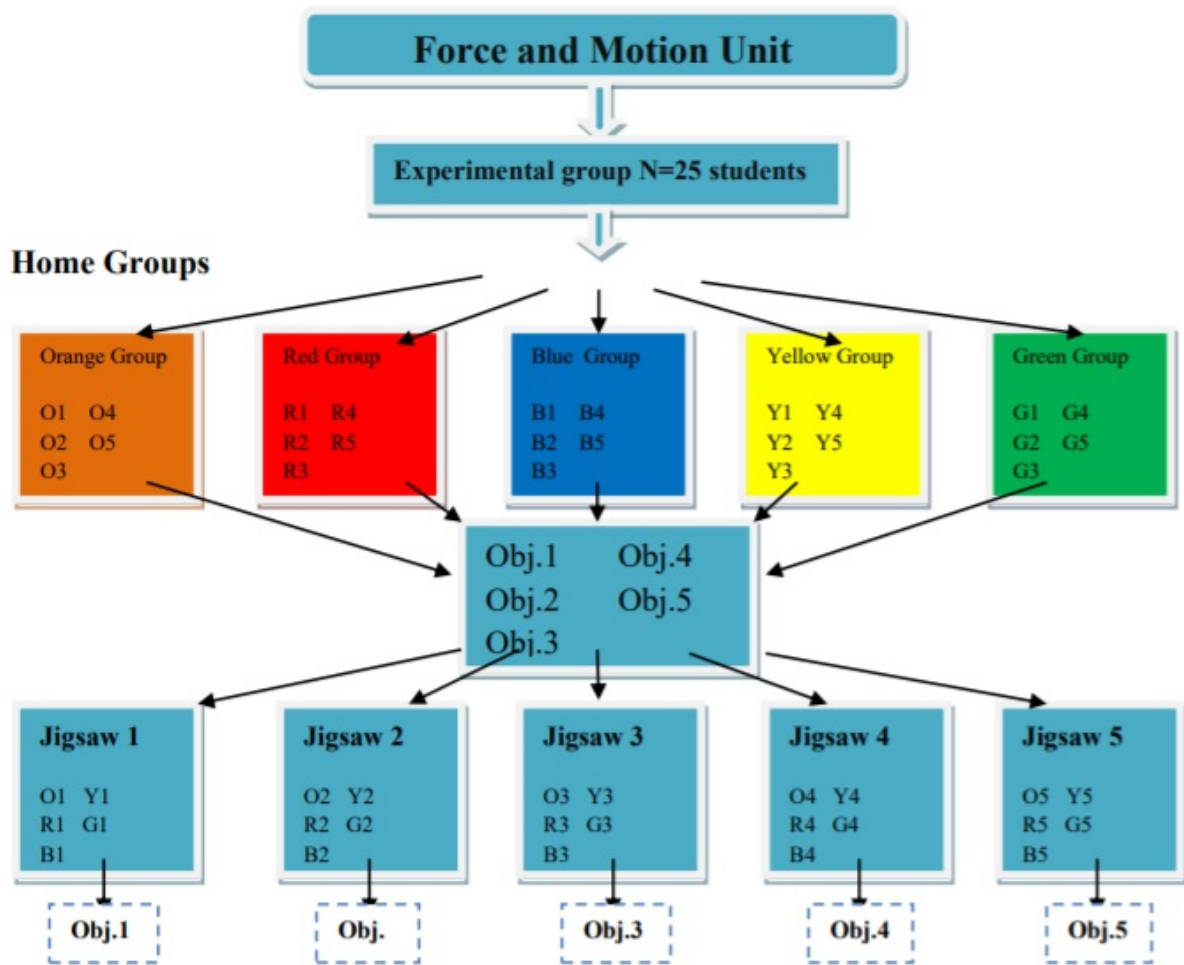 Force and Motion Unit
Experimental group N=25 students
Home Groups
Orange Group
O1 O4
O2 O5
O3
Red Group
R1 R4
R2 R5
R3
Blue Group
B1 B4
B2 B5
B3
Yellow Group
Y1 Y4
Y2 Y5
Y3
Green Group
G1 G4
G2 G5
G3
Obj.1 Obj.4
Obj.2 Obj.5
Obj.3
Jigsaw 1
O1 Y1
R1 G1
B1
Jigsaw 2
O2 Y2
R2 G2
B2
Jigsaw 3
O3 Y3
R3 G3
B3
Jigsaw 4
O4 Y4
R4 G4
B4
Jigsaw 5
O5 Y5
R5 G5
B5
Obj.1
Obj.
Obj.3
Obj.4
Obj.5